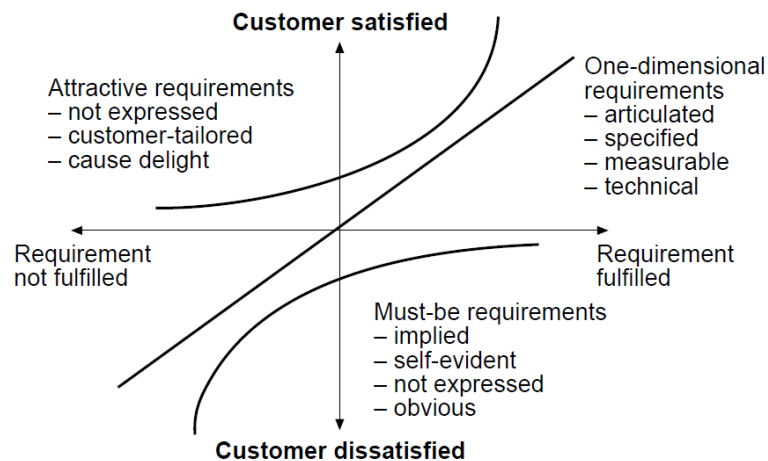 Customer satisfied
Attractive requirements
– not expressed
– customer-tailored
– cause delight
One-dimensional
requirements
– articulated
– specified
– measurable
– technical
Requirement
not fulfilled
Requirement
fulfilled
Must-be requirements
– implied
– self-evident
– not expressed
– obvious
Customer dissatisfied